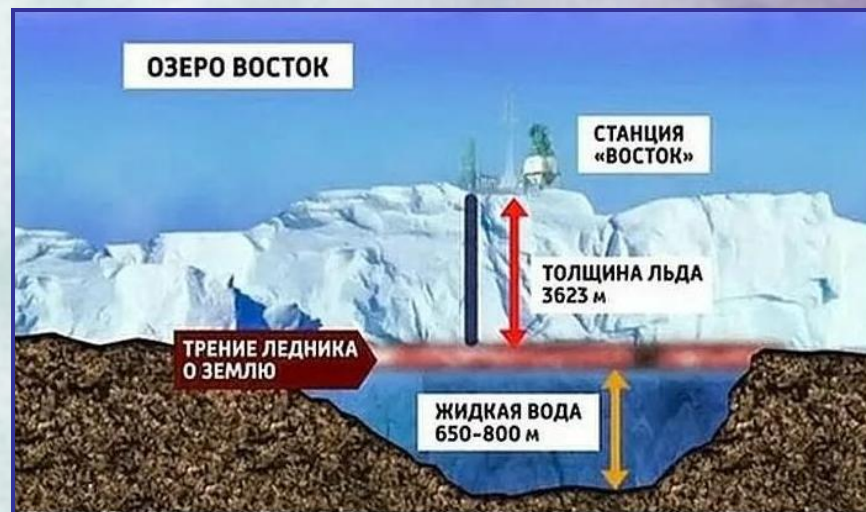 ОЗЕРО ВОСТОК
СТАНЦИЯ
«ВОСТОК»
ТОЛЩИНА ЛЬДА
3623 м
ТРЕНИЕ ЛЕДНИКА
О ЗЕМЛЮ
ЖИДКАЯ ВОДА
650-800 м